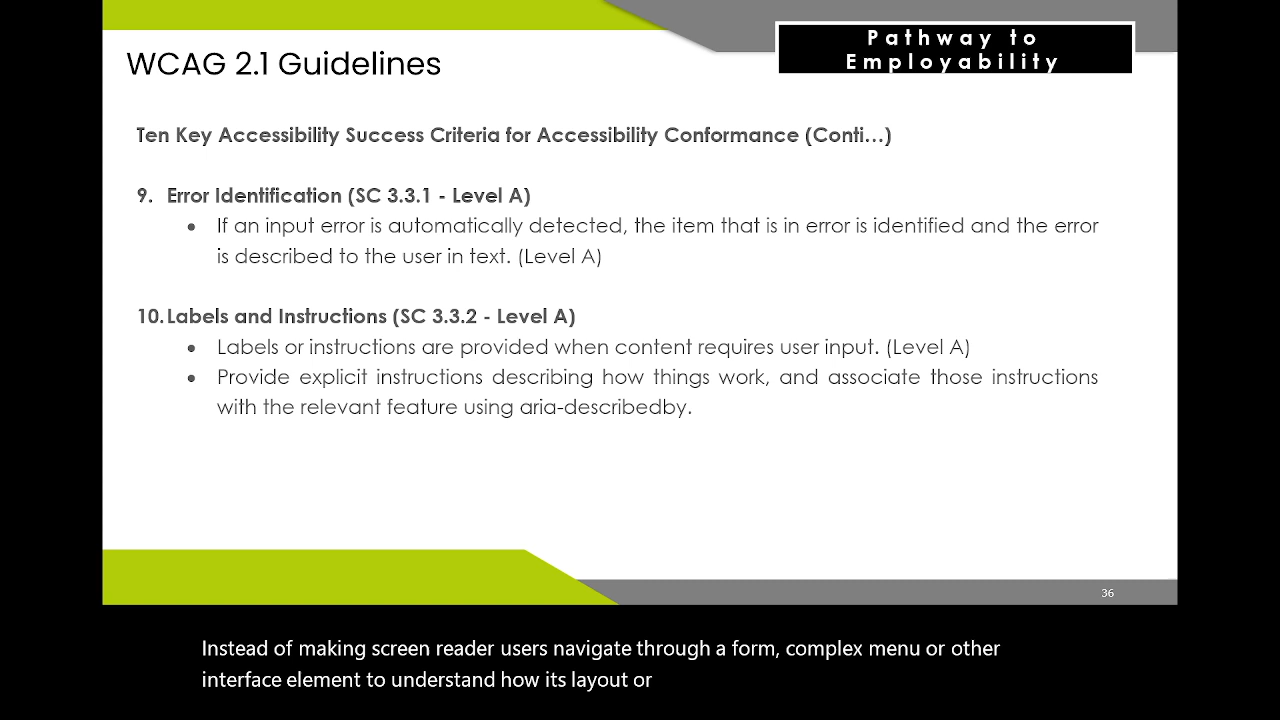 Pathway to
Employability
WCAG 2.1 Guidelines
Ten Key Accessibility Success Criteria for Accessibility Conformance (Conti...)
9. Error Identification (SC 3.3.1 - Level A)
• If an input error is automatically detected, the item that is in error is identified and the error
is described to the user in text. (Level A)
10. Labels and Instructions (SC 3.3.2 - Level A)
• Labels or instructions are provided when content requires user input. (Level A)
• Provide explicit instructions describing how things work, and associate those instructions
with the relevant feature using aria-describedby.
36
Instead of making screen reader users navigate through a form, complex menu or other
interface element to understand how its layout or